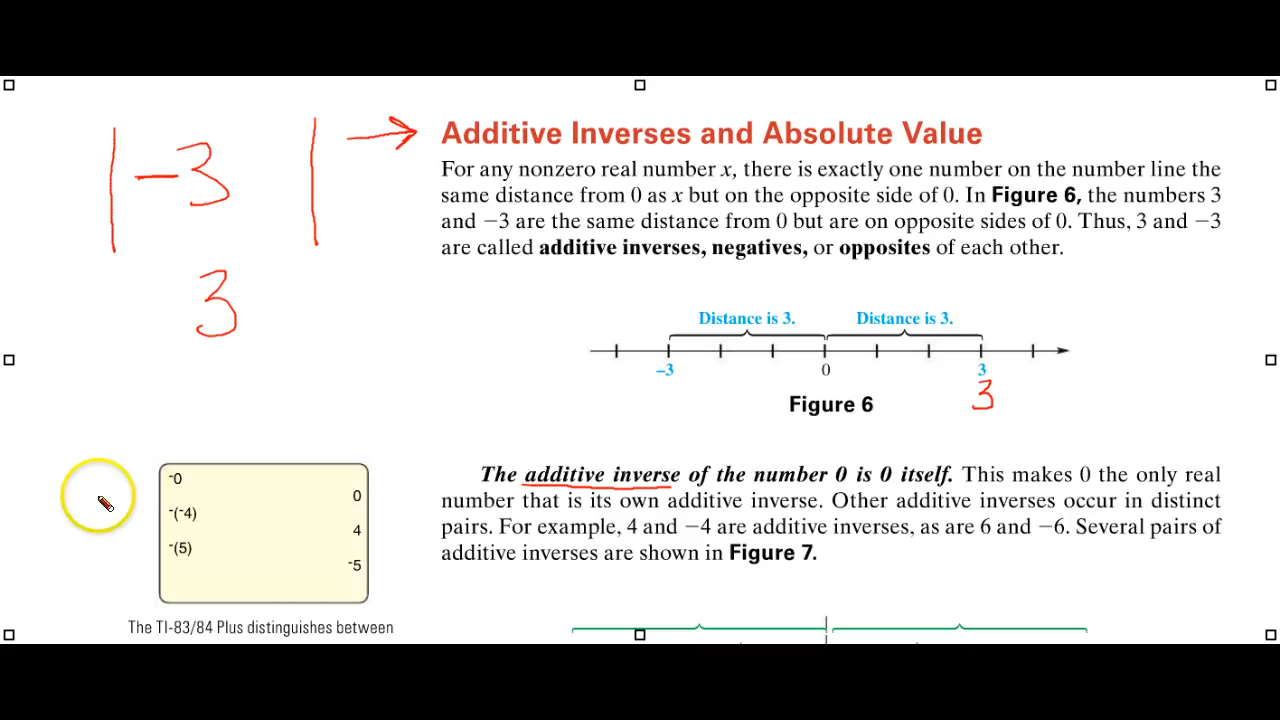 |-3 |
3
Additive Inverses and Absolute Value
For any nonzero real number x, there is exactly one number on the number line the
same distance from 0 as x but on the opposite side of 0. In Figure 6, the numbers 3
and −3 are the same distance from 0 but are on opposite sides of 0. Thus, 3 and −3
are called additive inverses, negatives, or opposites of each other.
Distance is 3. Distance is 3.
−3 0 3
3
Figure 6
The additive inverse of the number 0 is 0 itself. This makes 0 the only real
number that is its own additive inverse. Other additive inverses occur in distinct
pairs. For example, 4 and −4 are additive inverses, as are 6 and −6. Several pairs of
additive inverses are shown in Figure 7.
-0
0
-(-4)
4
-(5)
-5
The TI-83/84 Plus distinguishes between